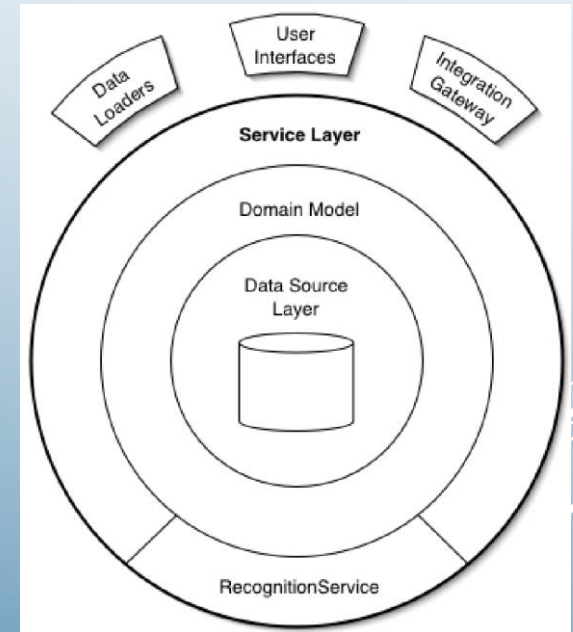 Data
Loaders
User
Interfaces
Integration
Gateway
Service Layer
Domain Model
Data Source
Layer
RecognitionService